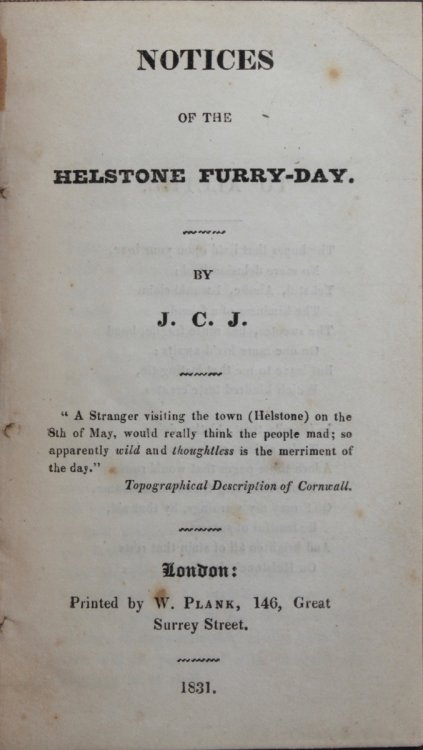 NOTICES
OF THE
HELSTONE FURRY-DAY.
BY
J. C. J.
“ A Stranger visiting the town (Helstone) on the
8th of May, would really think the people mad; so
apparently wild and thoughtless is the merriment of
the day.”
Topographical Description of Cornwall.
London:
Printed by W. PLANK, 146, Great
Surrey Street.
1831.